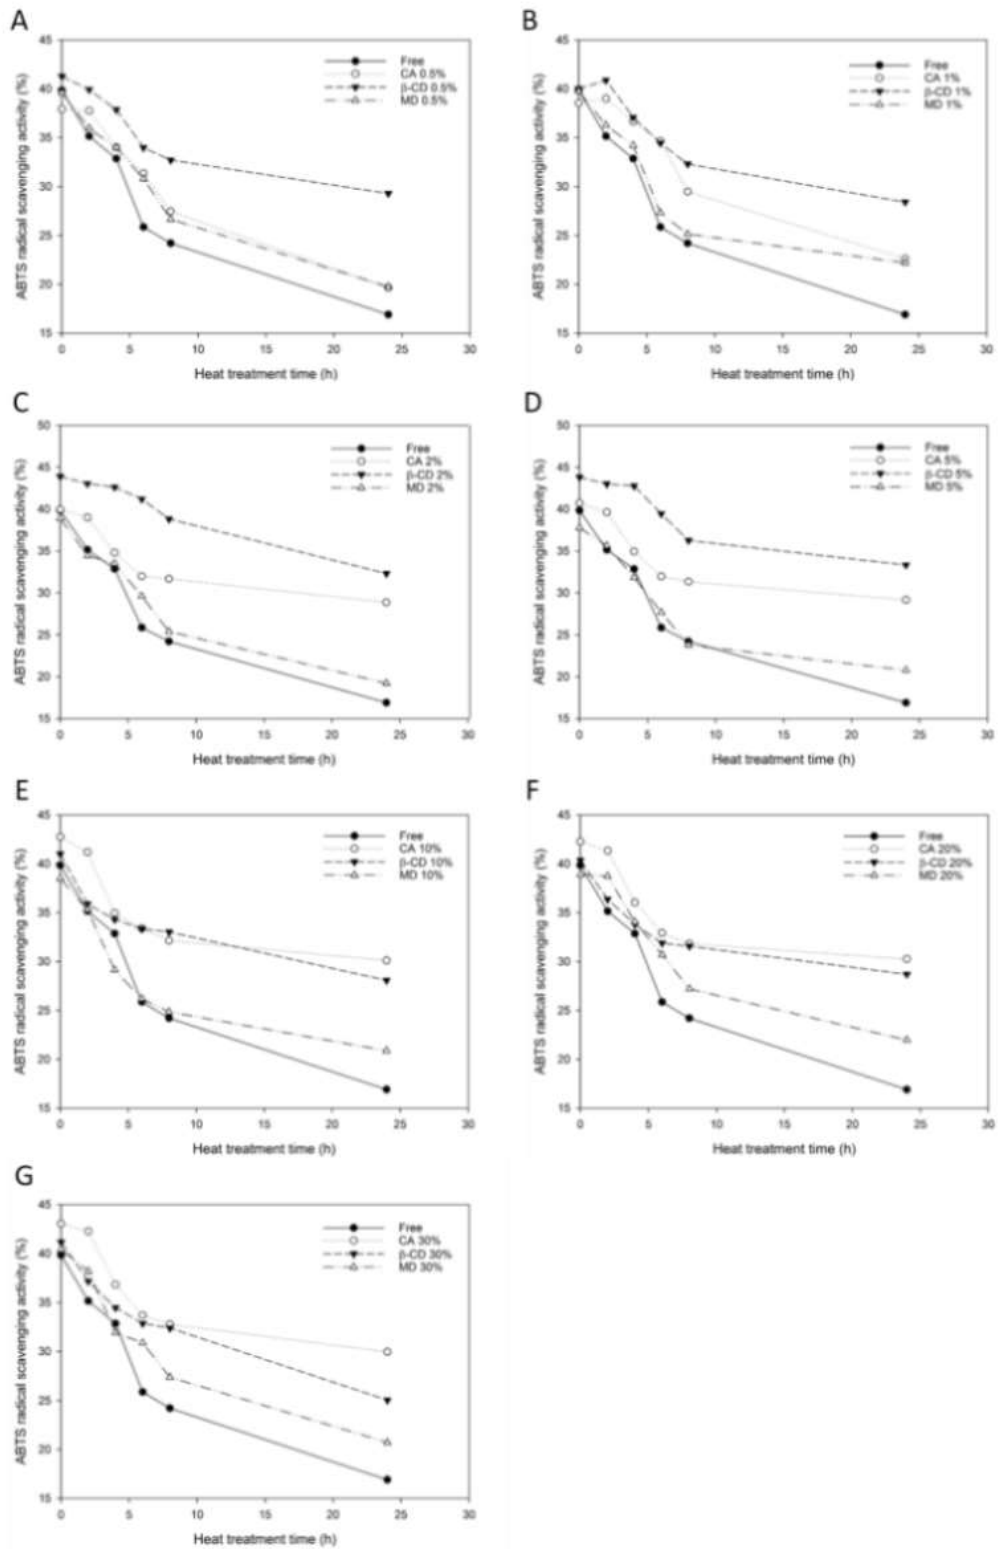 A
ABTS radical scavenging activity (%)
45
40
35
30
25
20
15
0 5 10 15 20 25 30
Heat treatment time (h)
Free
CA 0.5%
β-CD 0.5%
MD 0.5%
B
ABTS radical scavenging activity (%)
45
40
35
30
25
20
15
0 5 10 15 20 25 30
Heat treatment time (h)
Free
CA 1%
β-CD 1%
MD 1%
C
ABTS radical scavenging activity (%)
50
45
40
35
30
25
20
15
0 5 10 15 20 25 30
Heat treatment time (h)
Free
CA 2%
β-CD 2%
MD 2%
D
ABTS radical scavenging activity (%)
50
45
40
35
30
25
20
15
0 5 10 15 20 25 30
Heat treatment time (h)
Free
CA 5%
β-CD 5%
MD 5%
E
ABTS radical scavenging activity (%)
45
40
35
30
25
20
15
0 5 10 15 20 25 30
Heat treatment time (h)
Free
CA 10%
β-CD 10%
MD 10%
F
ABTS radical scavenging activity (%)
45
40
35
30
25
20
15
0 5 10 15 20 25 30
Heat treatment time (h)
Free
CA 20%
β-CD 20%
MD 20%
G
ABTS radical scavenging activity (%)
45
40
35
30
25
20
15
0 5 10 15 20 25 30
Heat treatment time (h)
Free
CA 30%
β-CD 30%
MD 30%